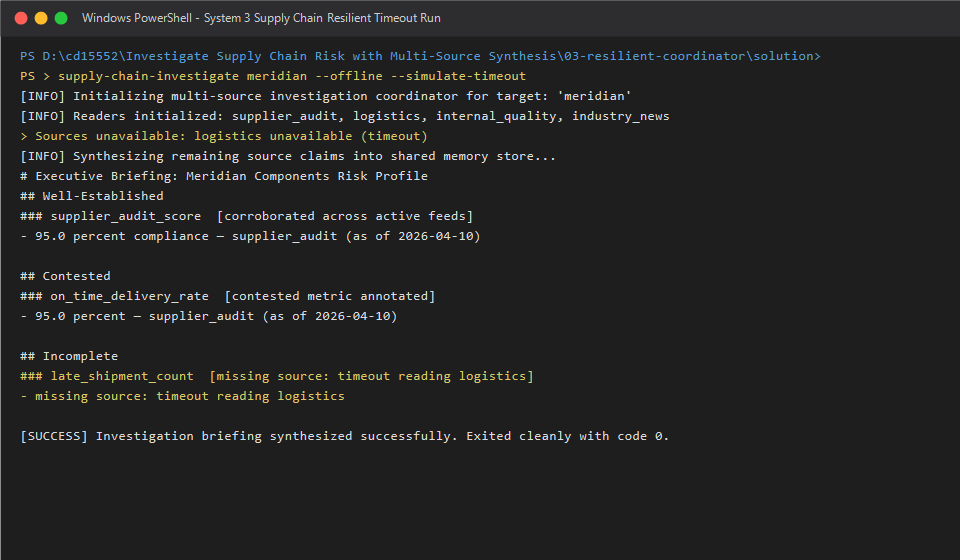 Windows PowerShell - System 3 Supply Chain Resilient Timeout Run
PS D:\cd15552\Investigate Supply Chain Risk with Multi-Source Synthesis\03-resilient-coordinator\solution>
PS > supply-chain-investigate meridian --offline --simulate-timeout
[INFO] Initializing multi-source investigation coordinator for target: 'meridian'
[INFO] Readers initialized: supplier_audit, logistics, internal_quality, industry_news
> Sources unavailable: logistics unavailable (timeout)
[INFO] Synthesizing remaining source claims into shared memory store...
# Executive Briefing: Meridian Components Risk Profile
## Well-Established
### supplier_audit_score  [corroborated across active feeds]
- 95.0 percent compliance — supplier_audit (as of 2026-04-10)
## Contested
### on_time_delivery_rate  [contested metric annotated]
- 95.0 percent — supplier_audit (as of 2026-04-10)
## Incomplete
### late_shipment_count  [missing source: timeout reading logistics]
- missing source: timeout reading logistics
[SUCCESS] Investigation briefing synthesized successfully. Exited cleanly with code 0.